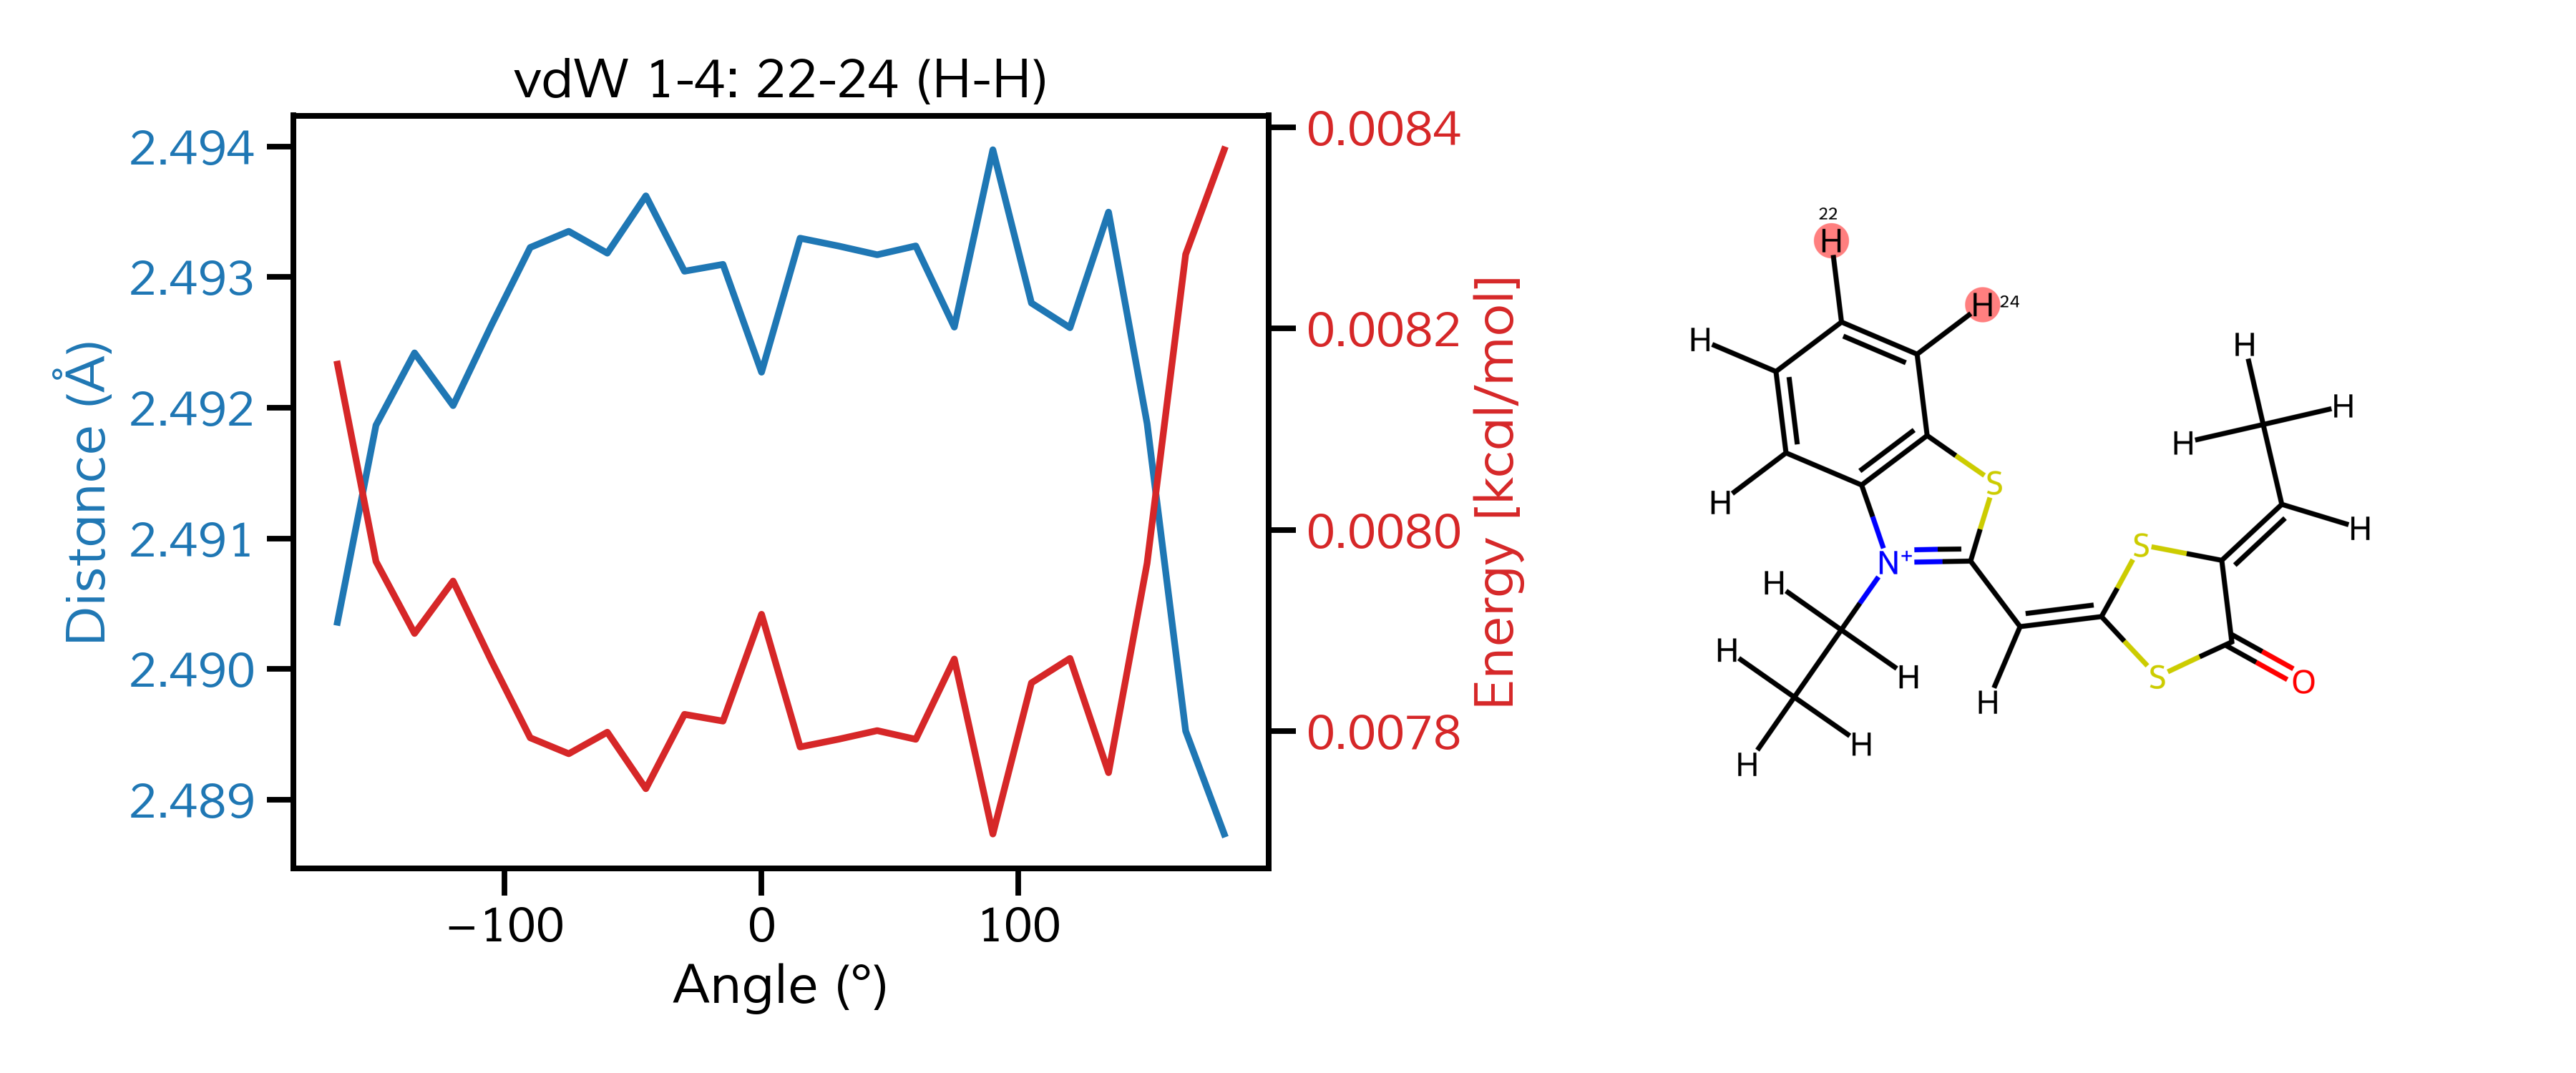 vdW 1-4: 22-24 (H-H)
Distance (Å)
2.494
2.493
2.492
2.491
2.490
2.489
0.0084
0.0082
0.0080
0.0078
Energy [kcal/mol]
−100 0 100
Angle (°)
22
H
H 24
H
H
H
H
H
S
N⁺
S
H
H
H
H
H
S
O
H
H
H